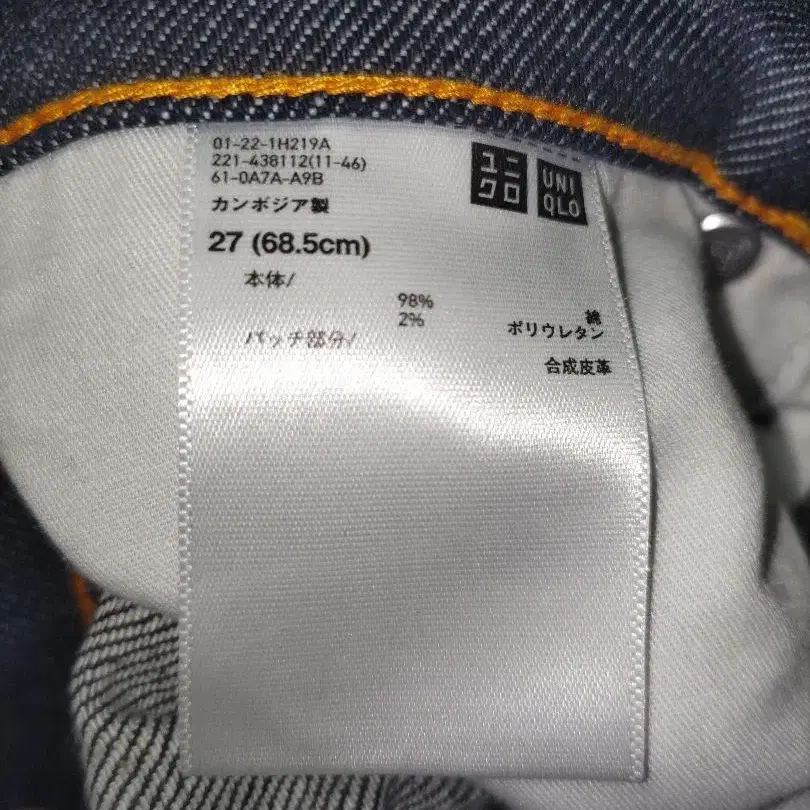 01-22-1H219A
221-438112(11-46)
61-0A7A-A9B
カンボジア製
ユニ
クロ
UNI
QLO
27 (68.5cm)
本体/
98% 綿
2% ポリウレタン
パッチ部分/
合成皮革